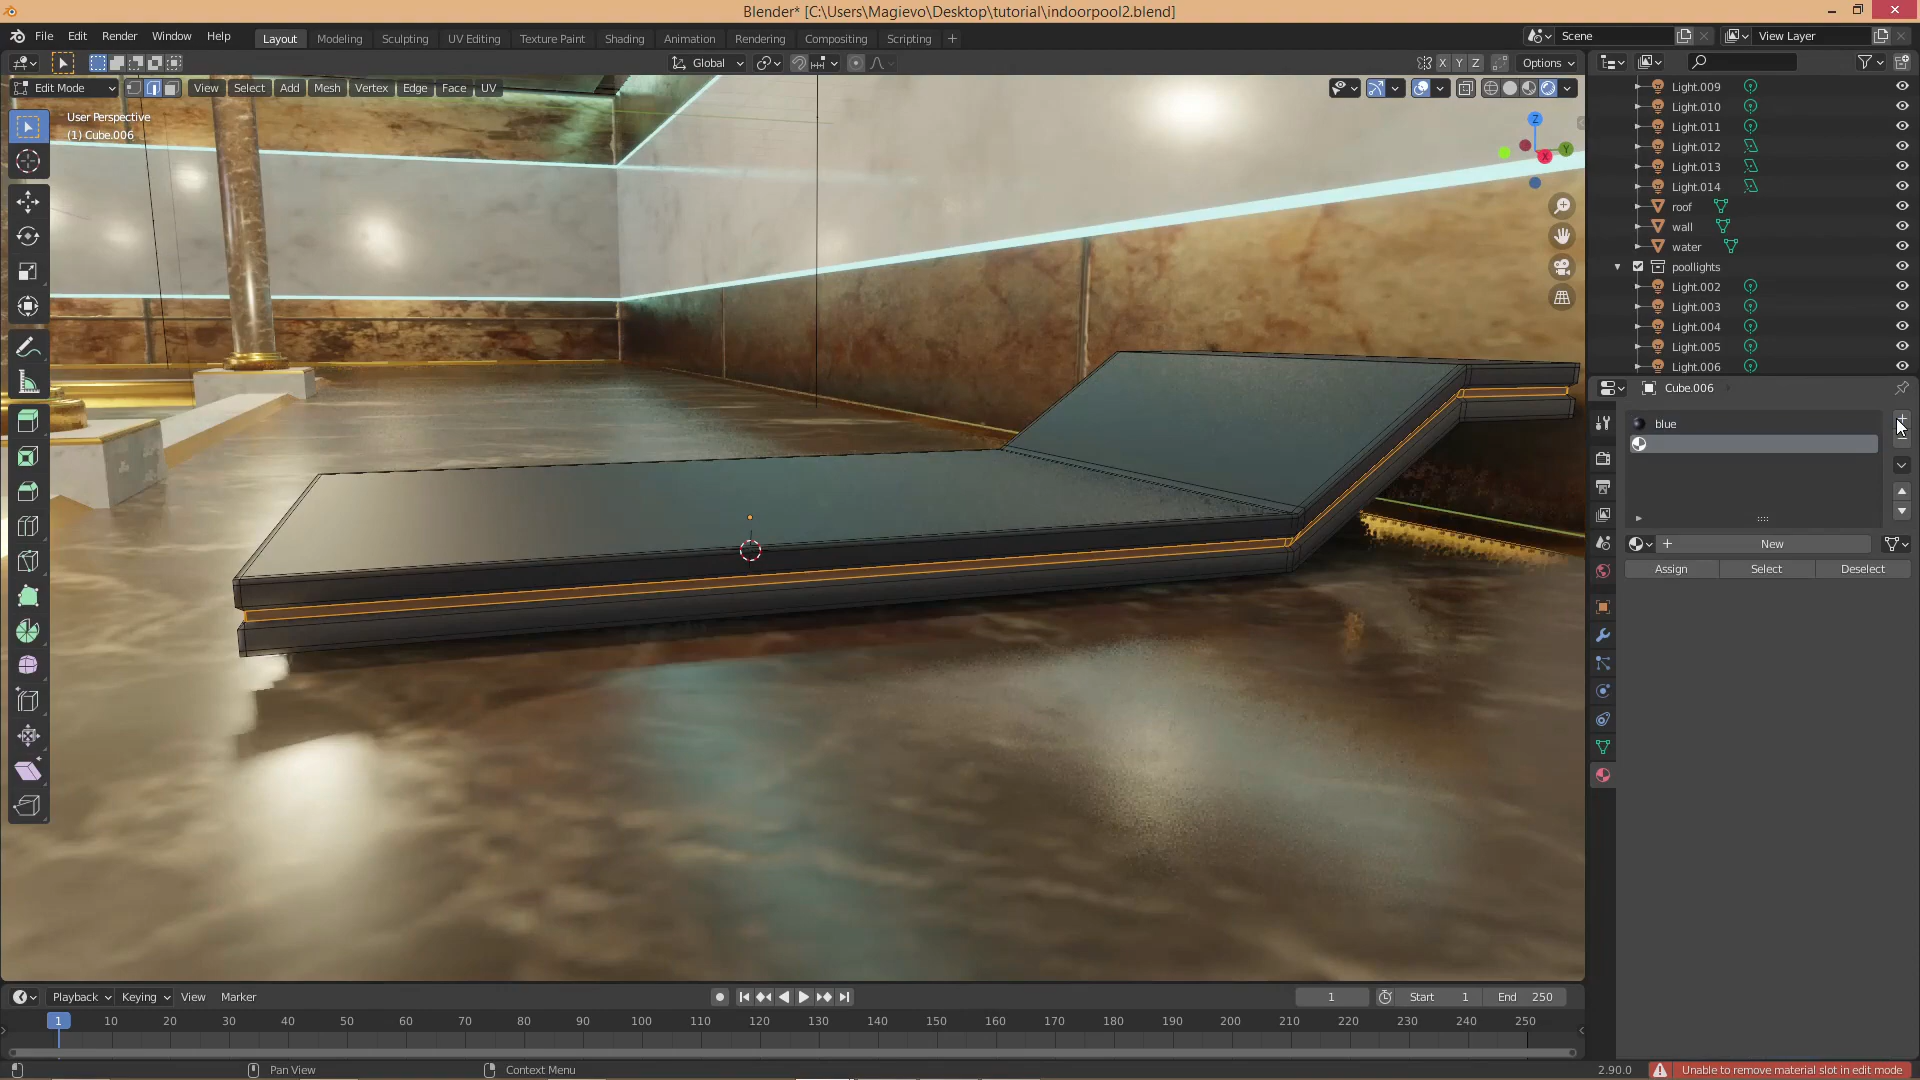 Blender* [C:\Users\Magievo\Desktop\tutorial\indoorpool2.blend]
File Edit Render Window Help
Layout Modeling Sculpting UV Editing Texture Paint Shading Animation Rendering Compositing Scripting
Scene View Layer
Global X Y Z Options
Edit Mode View Select Add Mesh Vertex Edge Face UV
User Perspective
(1) Cube.006
Z
Y
X
Light.009
Light.010
Light.011
Light.012
Light.013
Light.014
roof
wall
water
poollights
Light.002
Light.003
Light.004
Light.005
Light.006
Cube.006
blue
New
Assign Select Deselect
Playback Keying View Marker
1 Start 1 End 250
1 10 20 30 40 50 60 70 80 90 100 110 120 130 140 150 160 170 180 190 200 210 220 230 240 250
Pan View Context Menu 2.90.0 Unable to remove material slot in edit mode